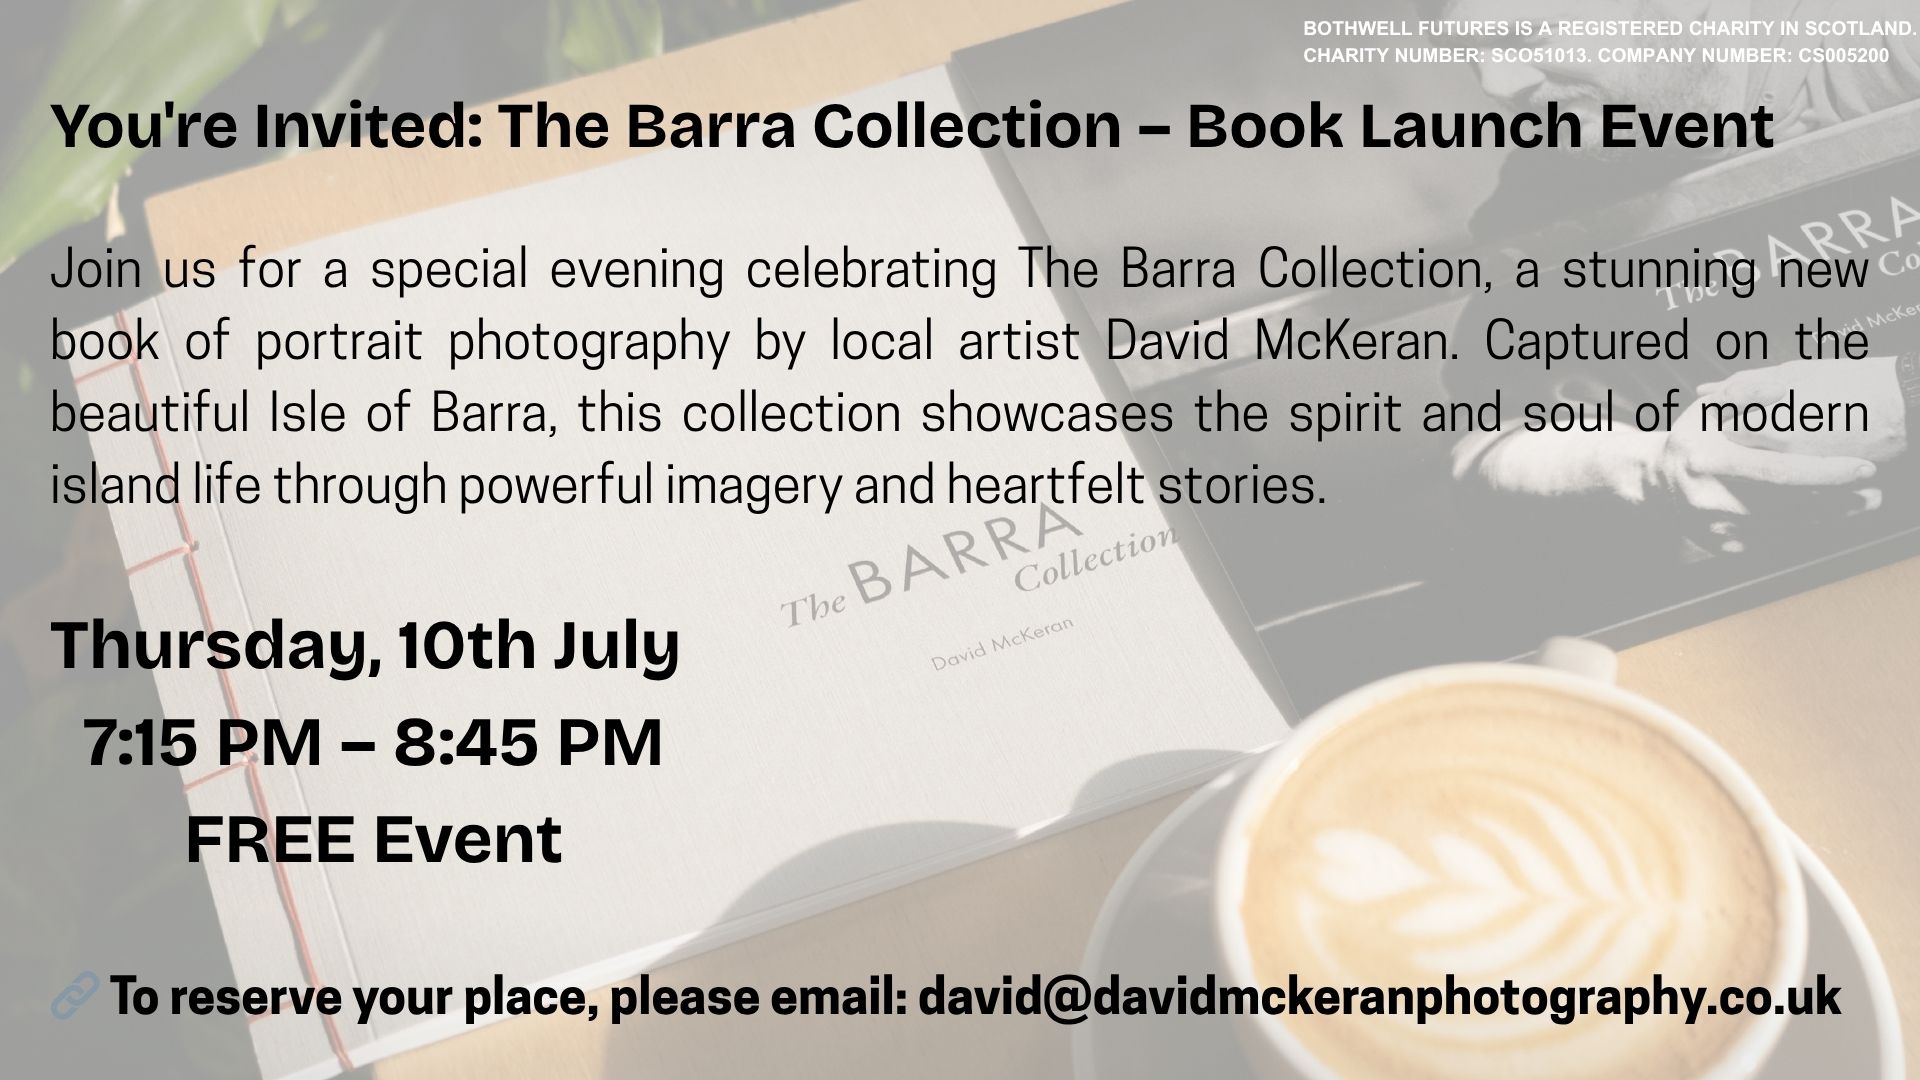 BOTHWELL FUTURES IS A REGISTERED CHARITY IN SCOTLAND.
CHARITY NUMBER: SCO51013. COMPANY NUMBER: CS005200
You're Invited: The Barra Collection – Book Launch Event
Join us for a special evening celebrating The Barra Collection, a stunning new
book of portrait photography by local artist David McKeran. Captured on the
beautiful Isle of Barra, this collection showcases the spirit and soul of modern
island life through powerful imagery and heartfelt stories.
The BARRA
Collection
David McKeran
The BARRA
Thursday, 10th July
7:15 PM – 8:45 PM
FREE Event
To reserve your place, please email: david@davidmckeranphotography.co.uk